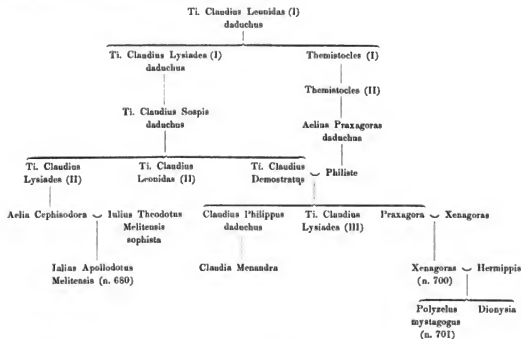 Ti. Claudius Leonidas (I)
daduchus
Ti. Claudius Lysiades (I)
daduchus
Themistocles (I)
Themistocles (II)
Ti. Claudius Sospis
daduchus
Aelius Praxagoras
daduchus
Ti. Claudius
Lysiades (II)
Ti. Claudius
Leonidas (II)
Ti. Claudius
Demostratus
Philiste
Aelia Cephisodora
Iulius Theodotus
Melitensis
sophista
Claudius Philippus
daduchus
Ti. Claudius
Lysiades (III)
Praxagora
Xenagoras
Iulius Apollodotus
Melitensis (n. 680)
Claudia Menandra
Xenagoras
(n. 700)
Hermippis
Polyzelus
mystagogus
(n. 701)
Dionysia